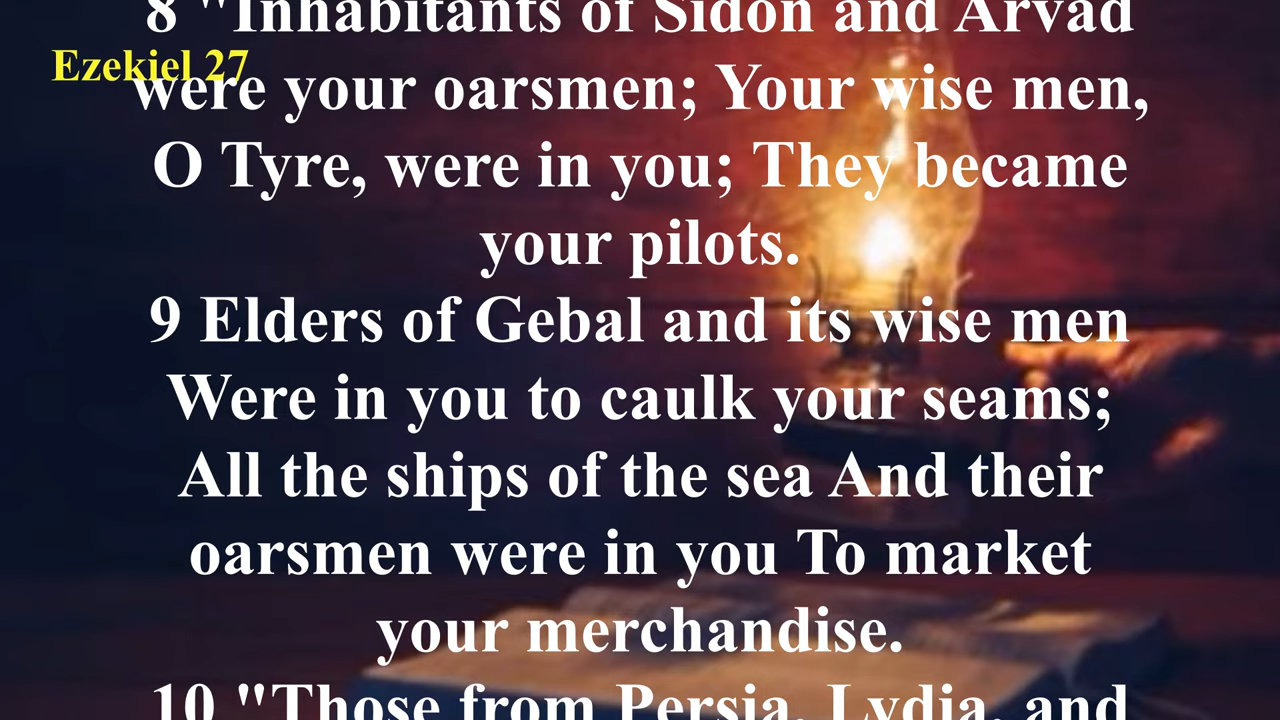 8 "Inhabitants of Sidon and Arvad
Ezekiel 27
were your oarsmen; Your wise men,
O Tyre, were in you; They became
your pilots.
9 Elders of Gebal and its wise men
Were in you to caulk your seams;
All the ships of the sea And their
oarsmen were in you To market
your merchandise.
10 "Those from Persia, Lydia, and